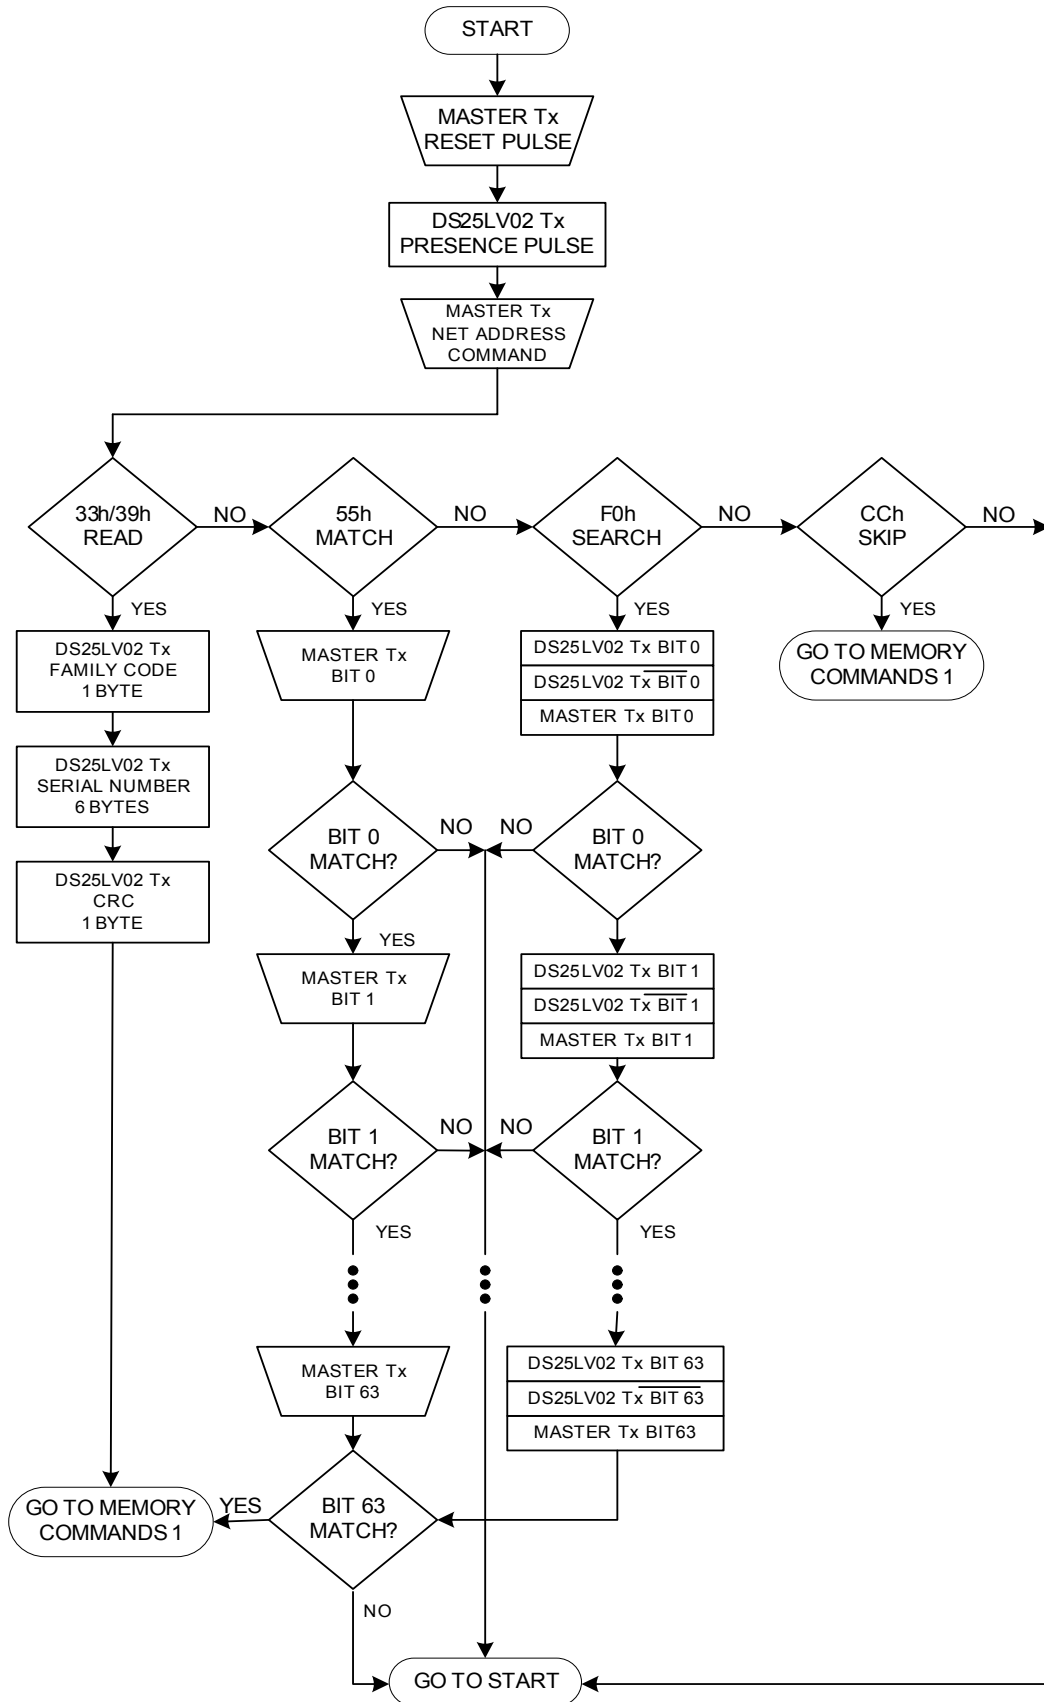 START
MASTER Tx
RESET PULSE
DS25LV02 Tx
PRESENCE PULSE
MASTER Tx
NET ADDRESS
COMMAND
33h/39h
READ
NO
55h
MATCH
NO
F0h
SEARCH
NO
CCh
SKIP
NO
YES
YES
YES
YES
DS25LV02 Tx
FAMILY CODE
1 BYTE
MASTER Tx
BIT 0
DS25LV02 Tx BIT 0
DS25LV02 Tx B̅I̅T̅ 0̅
MASTER Tx BIT 0
GO TO MEMORY
COMMANDS 1
DS25LV02 Tx
SERIAL NUMBER
6 BYTES
BIT 0
MATCH?
NO
NO
BIT 0
MATCH?
DS25LV02 Tx
CRC
1 BYTE
YES
MASTER Tx
BIT 1
DS25LV02 Tx BIT 1
DS25LV02 Tx B̅I̅T̅ 1̅
MASTER Tx BIT 1
BIT 1
MATCH?
NO
NO
BIT 1
MATCH?
YES
YES
MASTER Tx
BIT 63
DS25LV02 Tx BIT 63
DS25LV02 Tx B̅I̅T̅ 6̅3̅
MASTER Tx BIT63
GO TO MEMORY
COMMANDS 1
YES
BIT 63
MATCH?
NO
GO TO START